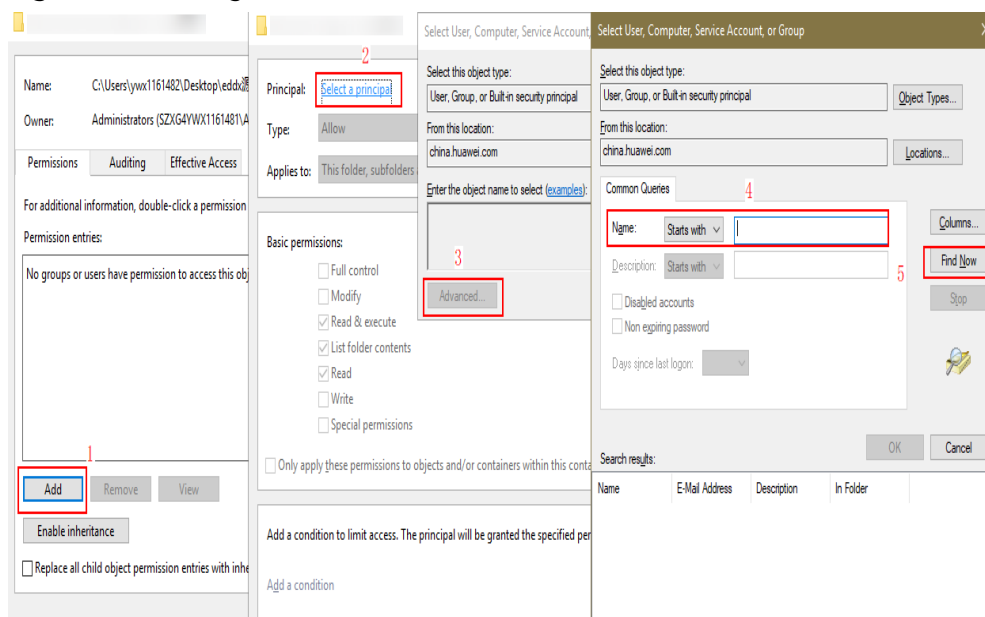 Name:
C:\Users\ywx1161482\Desktop\eddx源
Owner:
Administrators (SZXG4YWX1161481\A
Permissions
Auditing
Effective Access
For additional information, double-click a permission
Permission entries:
No groups or users have permission to access this obj
1
Add
Remove
View
Enable inheritance
Replace all child object permission entries with inhe
2
Principal:
Select a principal
Type:
Allow
Applies to:
This folder, subfolders
Basic permissions:
Full control
Modify
Read & execute
List folder contents
Read
Write
Special permissions
Only apply these permissions to objects and/or containers within this conta
Add a condition to limit access. The principal will be granted the specified per
Add a condition
Select User, Computer, Service Account,
Select this object type:
User, Group, or Built-in security principal
From this location:
china.huawei.com
Enter the object name to select (examples):
3
Advanced...
Select User, Computer, Service Account, or Group
Select this object type:
User, Group, or Built-in security principal
Object Types...
From this location:
china.huawei.com
Locations...
Common Queries
4
Name:
Starts with
Columns...
Description:
Starts with
5
Find Now
Disabled accounts
Stop
Non expiring password
Days since last logon:
OK
Cancel
Search results:
Name
E-Mail Address
Description
In Folder